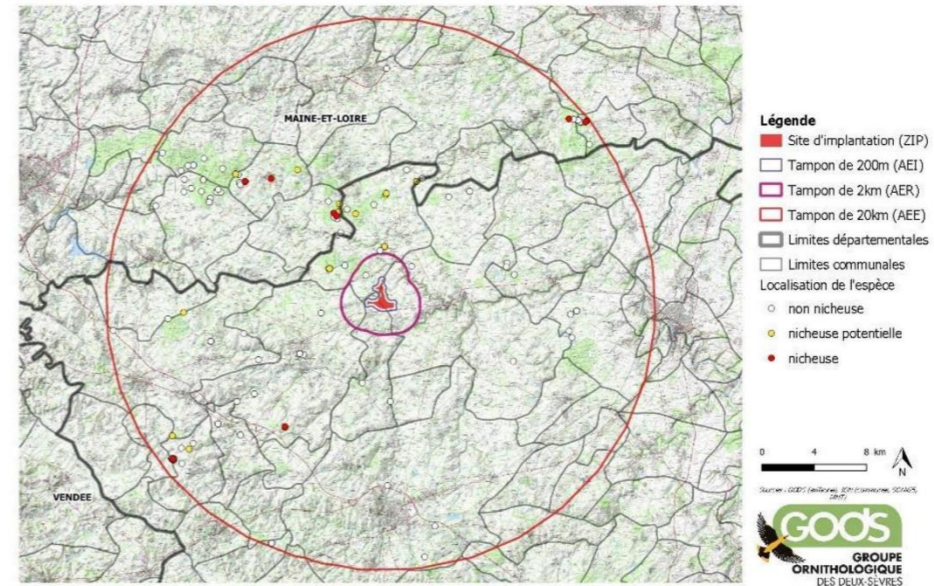 MAINE-ET-LOIRE
VENDEE
Légende
Site d'implantation (ZIP)
Tampon de 200m (AEI)
Tampon de 2km (AER)
Tampon de 20km (AEE)
Limites départementales
Limites communales
Localisation de l'espèce
non nicheuse
nicheuse potentielle
nicheuse
0 4 8 km
N
GODS
GROUPE
ORNITHOLOGIQUE
DES DEUX-SÈVRES